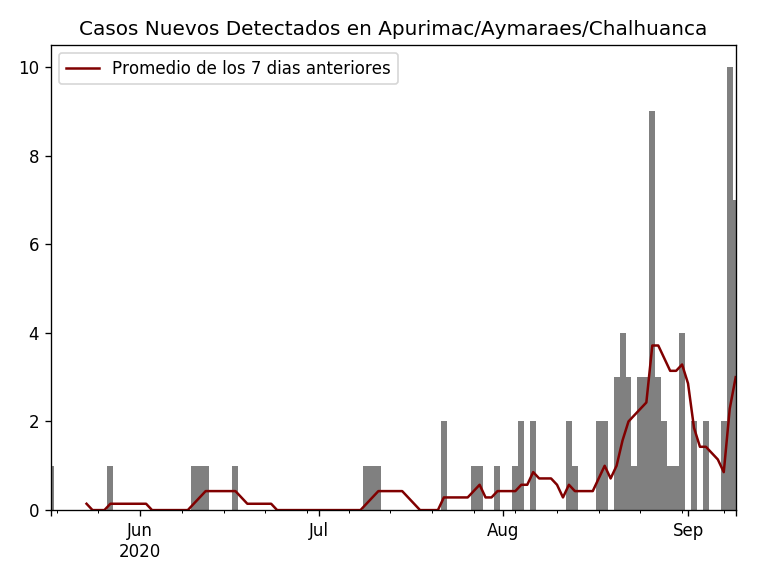 Casos Nuevos Detectados en Apurimac/Aymaraes/Chalhuanca
Promedio de los 7 dias anteriores
10
8
6
4
2
0
Jun
2020
Jul
Aug
Sep